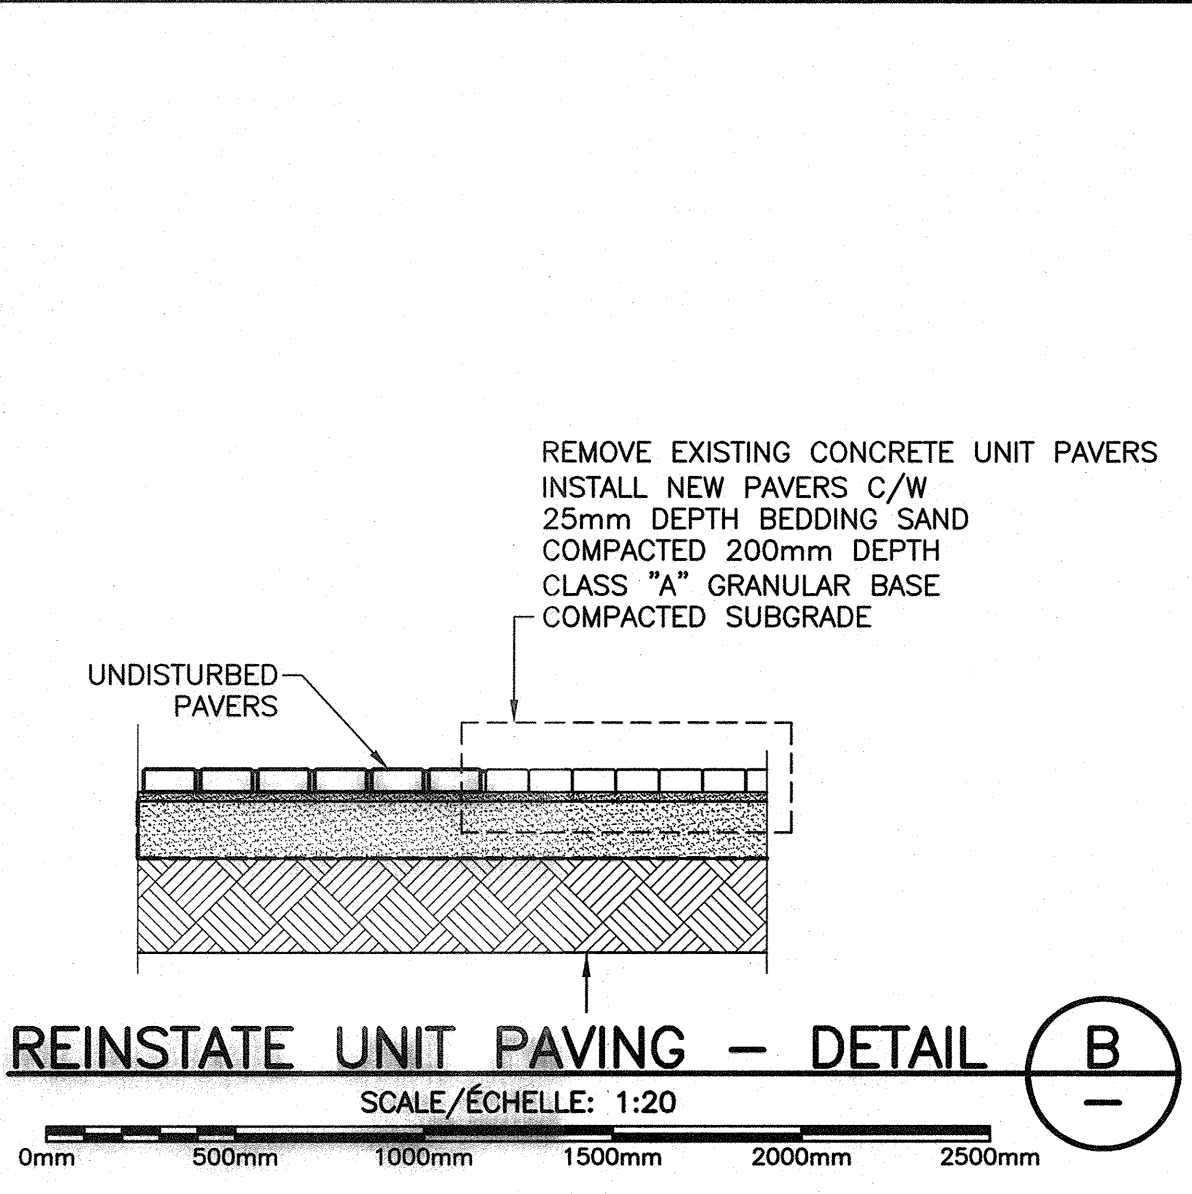 REMOVE EXISTING CONCRETE UNIT PAVERS
INSTALL NEW PAVERS C/W
25mm DEPTH BEDDING SAND
COMPACTED 200mm DEPTH
CLASS "A" GRANULAR BASE
COMPACTED SUBGRADE
UNDISTURBED
PAVERS
REINSTATE UNIT PAVING – DETAIL
B
–
SCALE/ÉCHELLE: 1:20
0mm 500mm 1000mm 1500mm 2000mm 2500mm